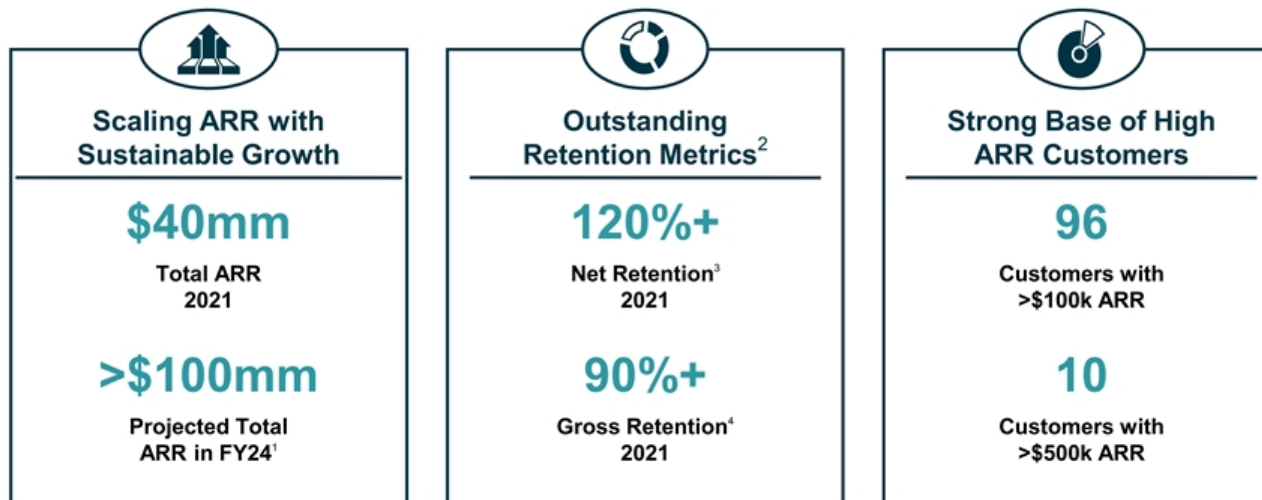 Scaling ARR with
Sustainable Growth
$40mm
Total ARR
2021
>$100mm
Projected Total
ARR in FY24¹
Outstanding
Retention Metrics²
120%+
Net Retention³
2021
90%+
Gross Retention⁴
2021
Strong Base of High
ARR Customers
96
Customers with
>$100k ARR
10
Customers with
>$500k ARR